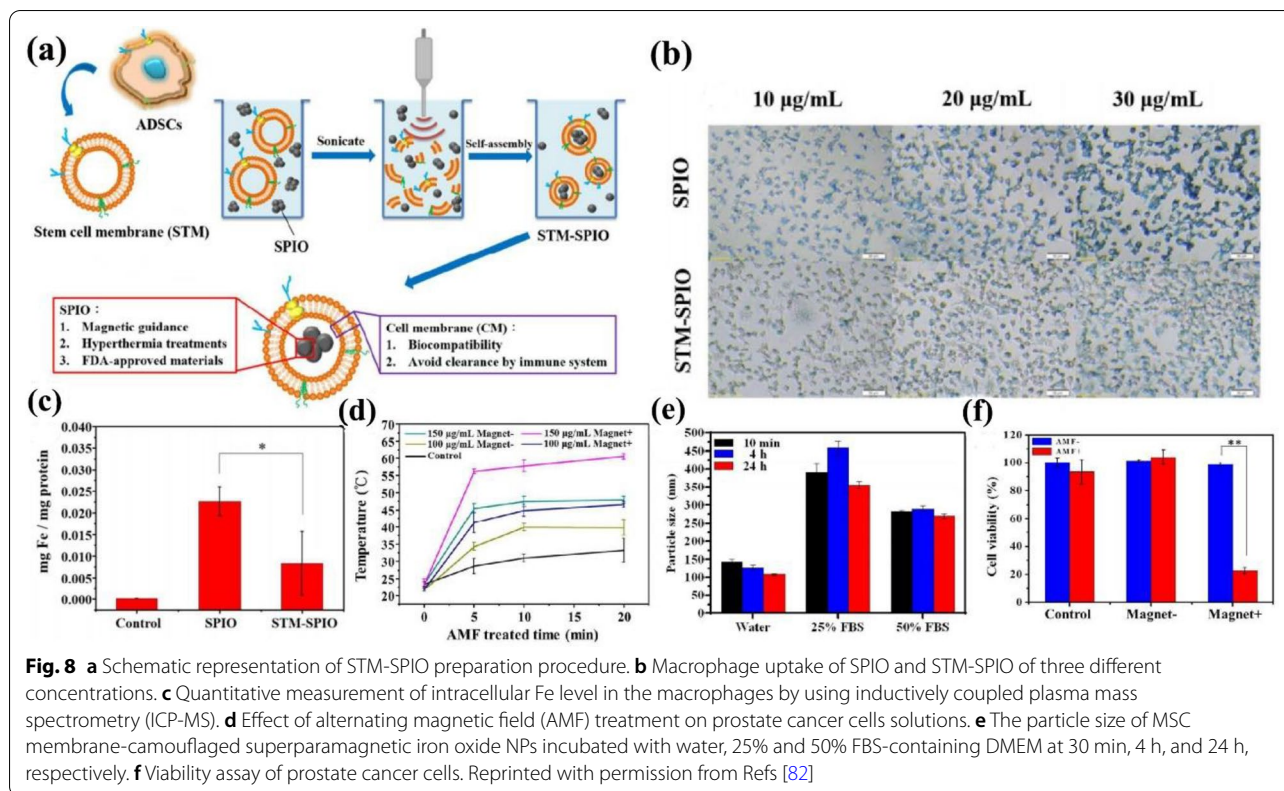 (a)
ADSCs
Stem cell membrane (STM)
SPIO
Sonicate
Self-assembly
STM-SPIO
SPIO：
1. Magnetic guidance
2. Hyperthermia treatments
3. FDA-approved materials
Cell membrane (CM)：
1. Biocompatibility
2. Avoid clearance by immune system
(b)
10 μg/mL 20 μg/mL 30 μg/mL
SPIO
STM-SPIO
(c)
mg Fe / mg protein
0.040
0.035
0.030
0.025
0.020
0.015
0.010
0.005
0.000
*
Control SPIO STM-SPIO
(d)
Temperature (℃)
70
65
60
55
50
45
40
35
30
25
20
150 μg/mL Magnet- 150 μg/mL Magnet+
100 μg/mL Magnet- 100 μg/mL Magnet+
Control
0 5 10 20
AMF treated time (min)
(e)
Particle size (nm)
500
450
400
350
300
250
200
150
100
50
0
10 min
4 h
24 h
Water 25% FBS 50% FBS
(f)
Cell viability (%)
120
100
80
60
40
20
0
AMF-
AMF+
**
Control Magnet- Magnet+
Fig. 8 a Schematic representation of STM-SPIO preparation procedure. b Macrophage uptake of SPIO and STM-SPIO of three different
concentrations. c Quantitative measurement of intracellular Fe level in the macrophages by using inductively coupled plasma mass
spectrometry (ICP-MS). d Effect of alternating magnetic field (AMF) treatment on prostate cancer cells solutions. e The particle size of MSC
membrane-camouflaged superparamagnetic iron oxide NPs incubated with water, 25% and 50% FBS-containing DMEM at 30 min, 4 h, and 24 h,
respectively. f Viability assay of prostate cancer cells. Reprinted with permission from Refs [82]